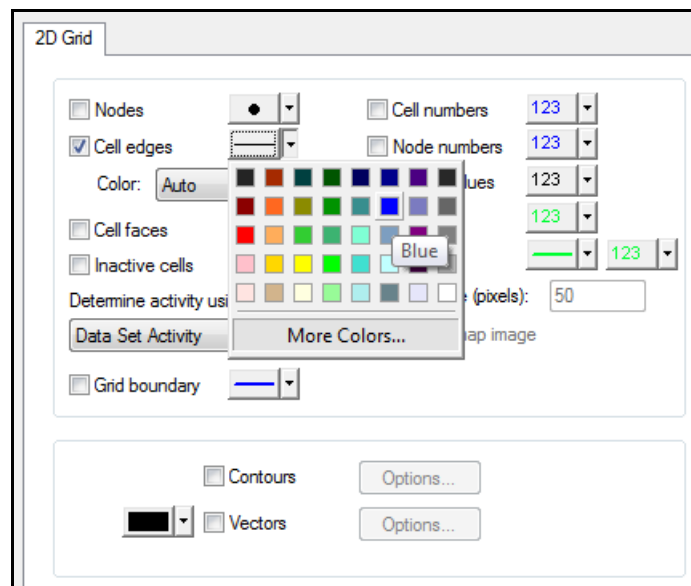 2D Grid
Nodes
Cell numbers
123
Cell edges
Node numbers
123
Color:
Auto
lues
123
Cell faces
123
Blue
Inactive cells
123
Determine activity usi
e (pixels):
50
Data Set Activity
More Colors...
ap image
Grid boundary
Contours
Options...
Vectors
Options...